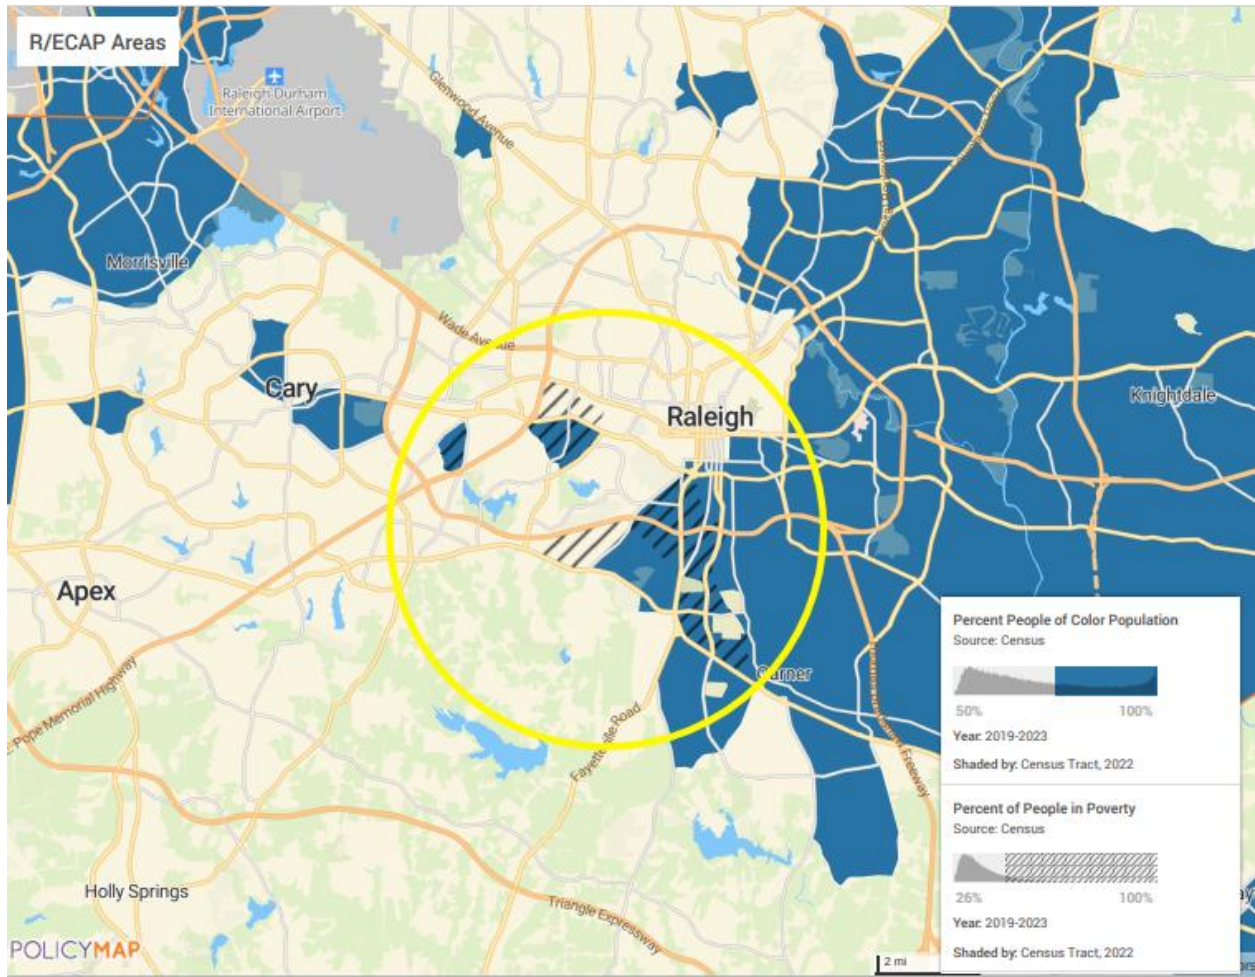 R/ECAP Areas
Raleigh-Durham
International Airport
Glenwood Avenue
Morrisville
Wade Avenue
Cary
Raleigh
Knightdale
Apex
Garner
Pope Memorial Highway
Fayetteville Road
Freeway
Holly Springs
Triangle Expressway
POLICYMAP
2 mi
Percent People of Color Population
Source: Census
50%
100%
Year: 2019-2023
Shaded by: Census Tract, 2022
Percent of People in Poverty
Source: Census
26%
100%
Year: 2019-2023
Shaded by: Census Tract, 2022